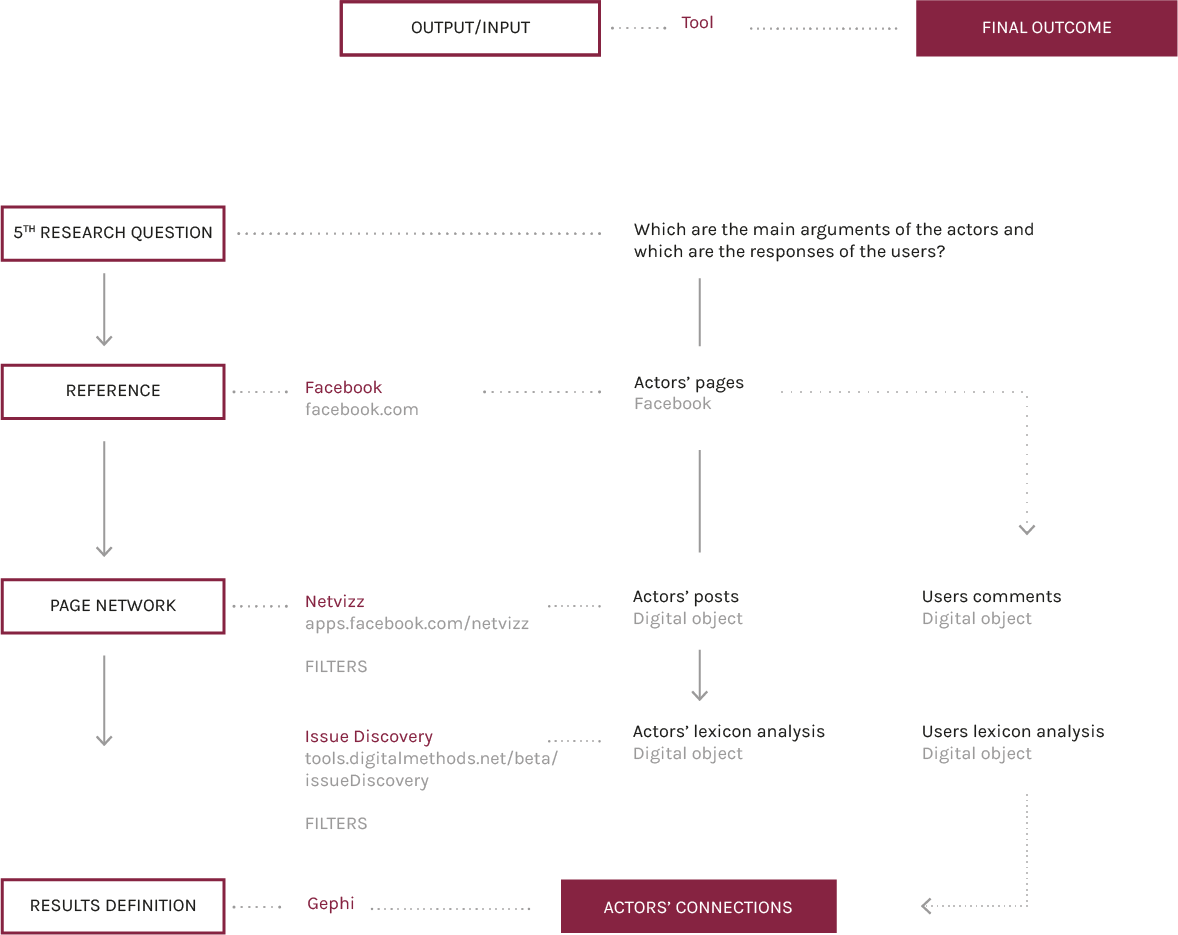 OUTPUT/INPUT
Tool
FINAL OUTCOME
5TH RESEARCH QUESTION
Which are the main arguments of the actors and
which are the responses of the users?
REFERENCE
Facebook
facebook.com
Actors’ pages
Facebook
PAGE NETWORK
Netvizz
apps.facebook.com/netvizz
FILTERS
Actors’ posts
Digital object
Users comments
Digital object
Issue Discovery
tools.digitalmethods.net/beta/
issueDiscovery
FILTERS
Actors’ lexicon analysis
Digital object
Users lexicon analysis
Digital object
RESULTS DEFINITION
Gephi
ACTORS’ CONNECTIONS